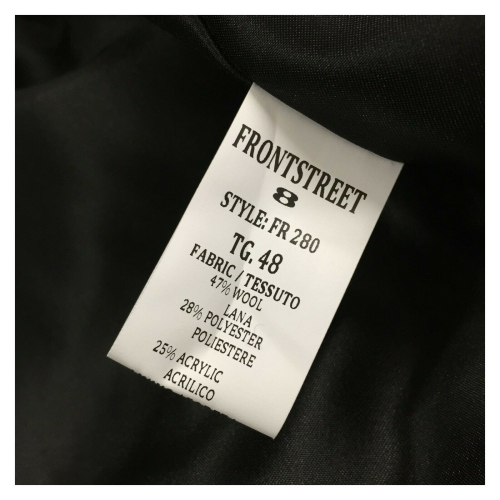 FRONTSTREET
8
STYLE: FR 280
TG. 48
FABRIC / TESSUTO
47% WOOL
LANA
28% POLYESTER
POLIESTERE
25% ACRYLIC
ACRILICO